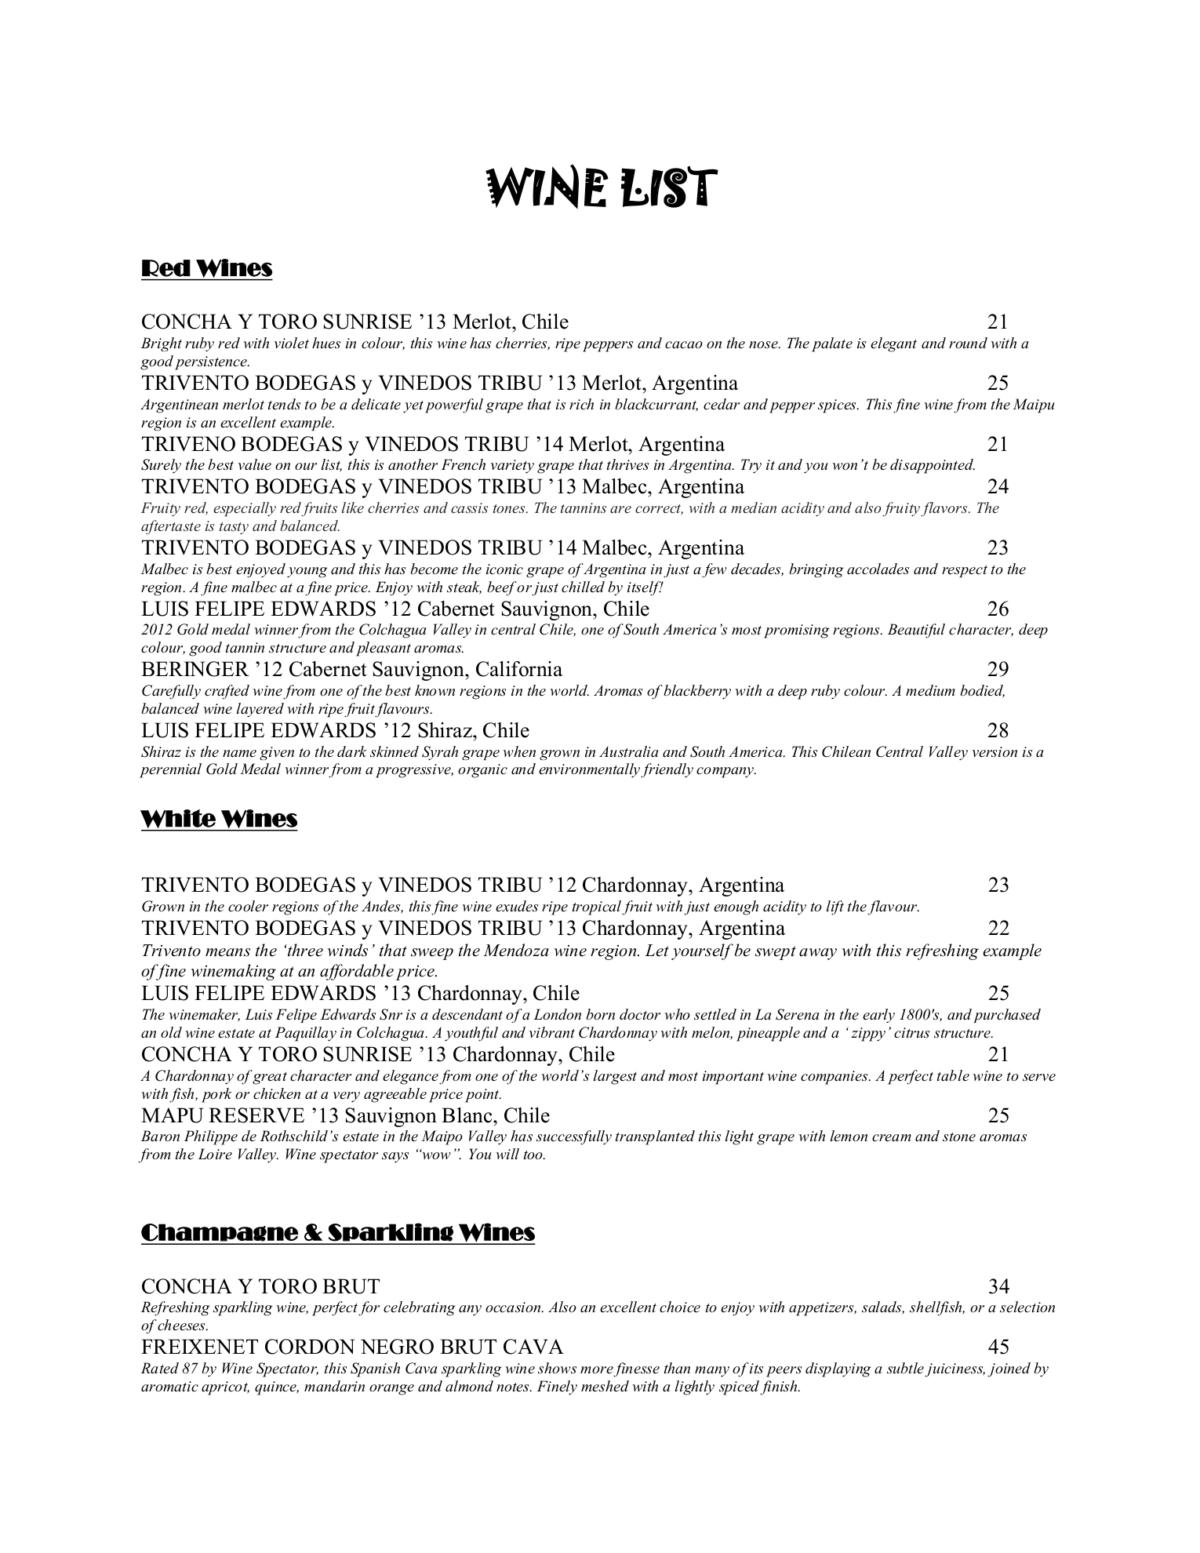 WINE LIST
Red Wines
CONCHA Y TORO SUNRISE ’13 Merlot, Chile 21
Bright ruby red with violet hues in colour, this wine has cherries, ripe peppers and cacao on the nose. The palate is elegant and round with a
good persistence.
TRIVENTO BODEGAS y VINEDOS TRIBU ’13 Merlot, Argentina 25
Argentinean merlot tends to be a delicate yet powerful grape that is rich in blackcurrant, cedar and pepper spices. This fine wine from the Maipu
region is an excellent example.
TRIVENO BODEGAS y VINEDOS TRIBU ’14 Merlot, Argentina 21
Surely the best value on our list, this is another French variety grape that thrives in Argentina. Try it and you won’t be disappointed.
TRIVENTO BODEGAS y VINEDOS TRIBU ’13 Malbec, Argentina 24
Fruity red, especially red fruits like cherries and cassis tones. The tannins are correct, with a median acidity and also fruity flavors. The
aftertaste is tasty and balanced.
TRIVENTO BODEGAS y VINEDOS TRIBU ’14 Malbec, Argentina 23
Malbec is best enjoyed young and this has become the iconic grape of Argentina in just a few decades, bringing accolades and respect to the
region. A fine malbec at a fine price. Enjoy with steak, beef or just chilled by itself!
LUIS FELIPE EDWARDS ’12 Cabernet Sauvignon, Chile 26
2012 Gold medal winner from the Colchagua Valley in central Chile, one of South America’s most promising regions. Beautiful character, deep
colour, good tannin structure and pleasant aromas.
BERINGER ’12 Cabernet Sauvignon, California 29
Carefully crafted wine from one of the best known regions in the world. Aromas of blackberry with a deep ruby colour. A medium bodied,
balanced wine layered with ripe fruit flavours.
LUIS FELIPE EDWARDS ’12 Shiraz, Chile 28
Shiraz is the name given to the dark skinned Syrah grape when grown in Australia and South America. This Chilean Central Valley version is a
perennial Gold Medal winner from a progressive, organic and environmentally friendly company.
White Wines
TRIVENTO BODEGAS y VINEDOS TRIBU ’12 Chardonnay, Argentina 23
Grown in the cooler regions of the Andes, this fine wine exudes ripe tropical fruit with just enough acidity to lift the flavour.
TRIVENTO BODEGAS y VINEDOS TRIBU ’13 Chardonnay, Argentina 22
Trivento means the ‘three winds’ that sweep the Mendoza wine region. Let yourself be swept away with this refreshing example
of fine winemaking at an affordable price.
LUIS FELIPE EDWARDS ’13 Chardonnay, Chile 25
The winemaker, Luis Felipe Edwards Snr is a descendant of a London born doctor who settled in La Serena in the early 1800's, and purchased
an old wine estate at Paquillay in Colchagua. A youthful and vibrant Chardonnay with melon, pineapple and a ‘ zippy’ citrus structure.
CONCHA Y TORO SUNRISE ’13 Chardonnay, Chile 21
A Chardonnay of great character and elegance from one of the world’s largest and most important wine companies. A perfect table wine to serve
with fish, pork or chicken at a very agreeable price point.
MAPU RESERVE ’13 Sauvignon Blanc, Chile 25
Baron Philippe de Rothschild’s estate in the Maipo Valley has successfully transplanted this light grape with lemon cream and stone aromas
from the Loire Valley. Wine spectator says “wow”. You will too.
Champagne & Sparkling Wines
CONCHA Y TORO BRUT 34
Refreshing sparkling wine, perfect for celebrating any occasion. Also an excellent choice to enjoy with appetizers, salads, shellfish, or a selection
of cheeses.
FREIXENET CORDON NEGRO BRUT CAVA 45
Rated 87 by Wine Spectator, this Spanish Cava sparkling wine shows more finesse than many of its peers displaying a subtle juiciness, joined by
aromatic apricot, quince, mandarin orange and almond notes. Finely meshed with a lightly spiced finish.